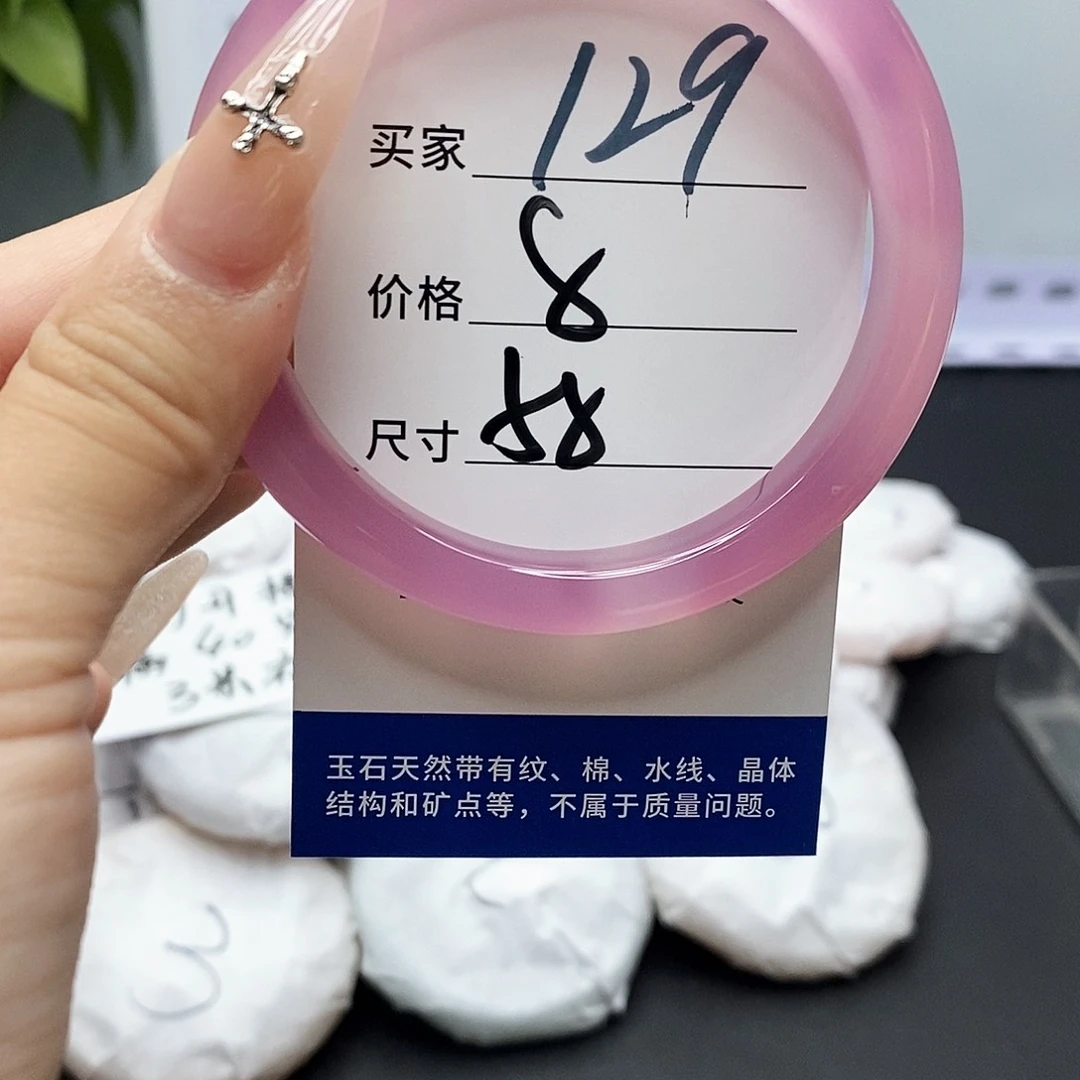 买家 129
价格 8
尺寸 58
玉石天然带有纹、棉、水线、晶体
结构和矿点等，不属于质量问题。
3